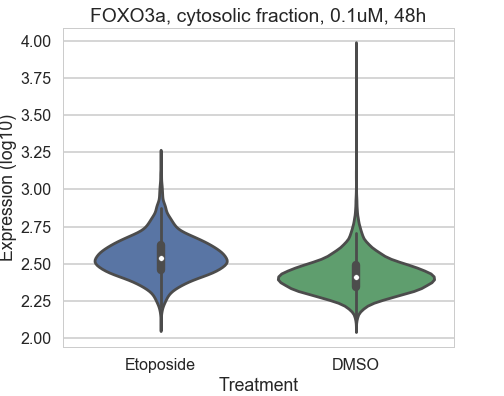 FOXO3a, cytosolic fraction, 0.1uM, 48h
Expression (log10)
4.00
3.75
3.50
3.25
3.00
2.75
2.50
2.25
2.00
Etoposide
DMSO
Treatment